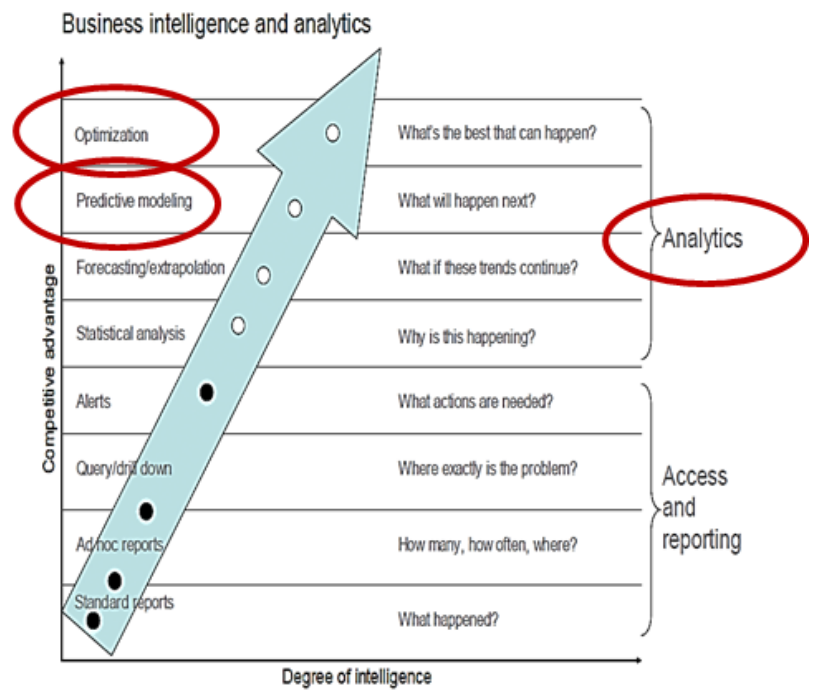 Business intelligence and analytics
Competitive advantage
Optimization
What's the best that can happen?
Predictive modeling
What will happen next?
Analytics
Forecasting/extrapolation
What if these trends continue?
Statistical analysis
Why is this happening?
Alerts
What actions are needed?
Query/drill down
Where exactly is the problem?
Access
and
reporting
Ad hoc reports
How many, how often, where?
Standard reports
What happened?
Degree of intelligence